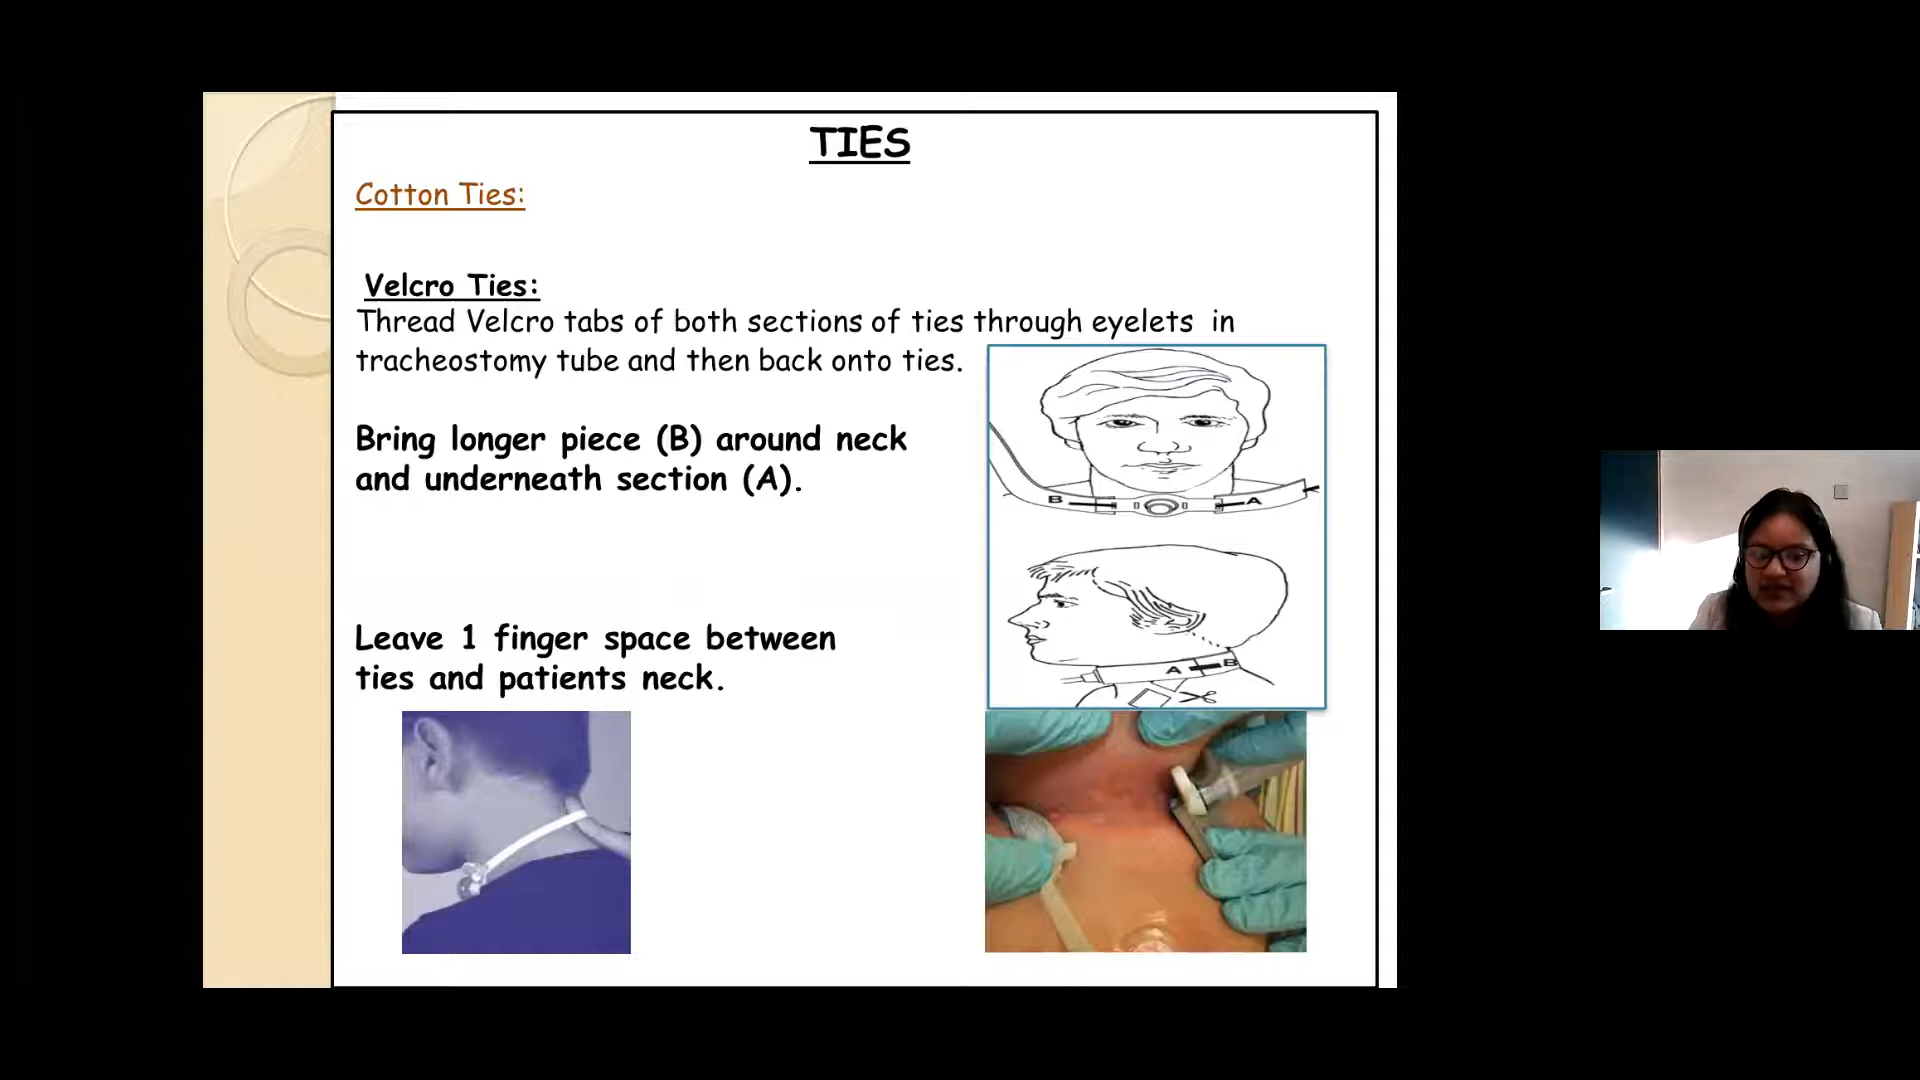 TIES
Cotton Ties:
Velcro Ties:
Thread Velcro tabs of both sections of ties through eyelets in
tracheostomy tube and then back onto ties.
Bring longer piece (B) around neck
and underneath section (A).
B
A
Leave 1 finger space between
ties and patients neck.
A
B